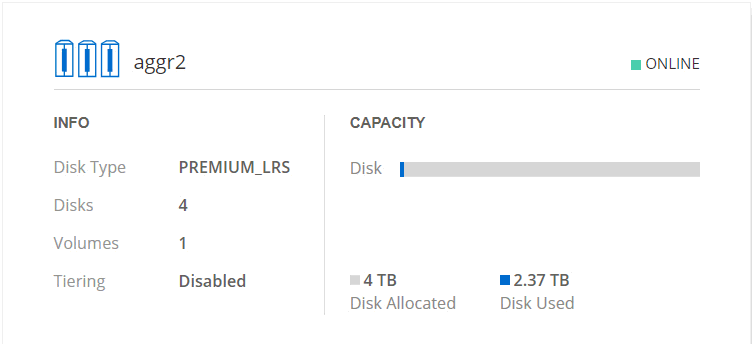 aggr2
ONLINE
INFO
Disk Type PREMIUM_LRS
Disks 4
Volumes 1
Tiering Disabled
CAPACITY
Disk
4 TB
Disk Allocated
2.37 TB
Disk Used